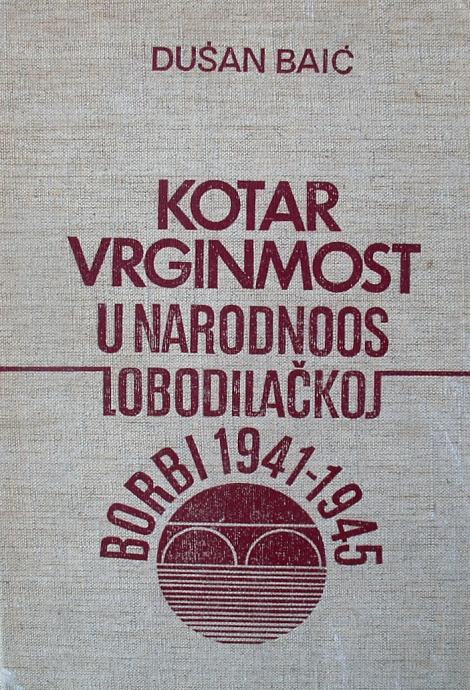 DUŠAN BAIĆ
KOTAR
VRGINMOST
U NARODNOOS
LOBODILAČKOJ
BORBI 1941-1945